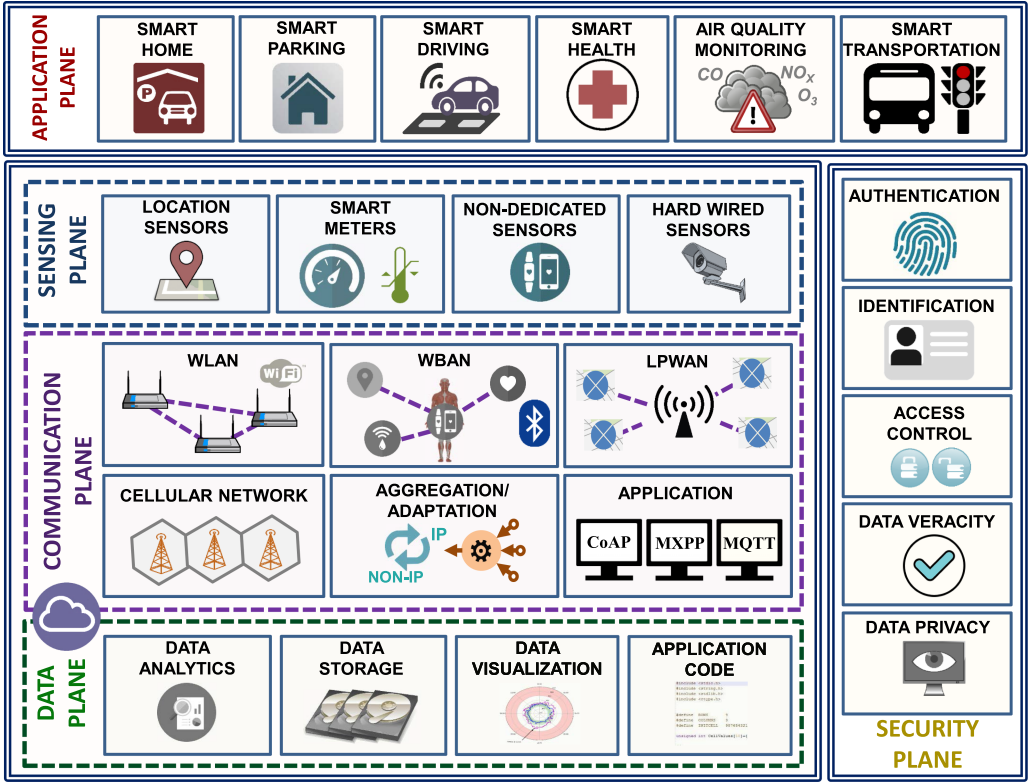 APPLICATION
PLANE
SMART
HOME
P
SMART
PARKING
SMART
DRIVING
SMART
HEALTH
AIR QUALITY
MONITORING
CO
NOX
O3
!
SMART
TRANSPORTATION
SENSING
PLANE
LOCATION
SENSORS
SMART
METERS
NON-DEDICATED
SENSORS
HARD WIRED
SENSORS
COMMUNICATION
PLANE
WLAN
WiFi
WBAN
LPWAN
CELLULAR NETWORK
AGGREGATION/
ADAPTATION
IP
NON-IP
APPLICATION
CoAP
MXPP
MQTT
DATA
PLANE
DATA
ANALYTICS
DATA
STORAGE
DATA
VISUALIZATION
APPLICATION
CODE
AUTHENTICATION
IDENTIFICATION
ACCESS
CONTROL
DATA VERACITY
DATA PRIVACY
SECURITY
PLANE